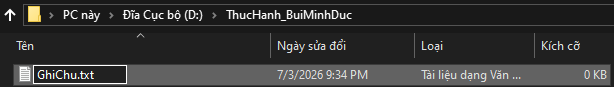 PC này > Đĩa Cục bộ (D:) > ThucHanh_BuiMinhDuc
Tên Ngày sửa đổi Loại Kích cỡ
GhiChu.txt 7/3/2026 9:34 PM Tài liệu dạng Văn ... 0 KB